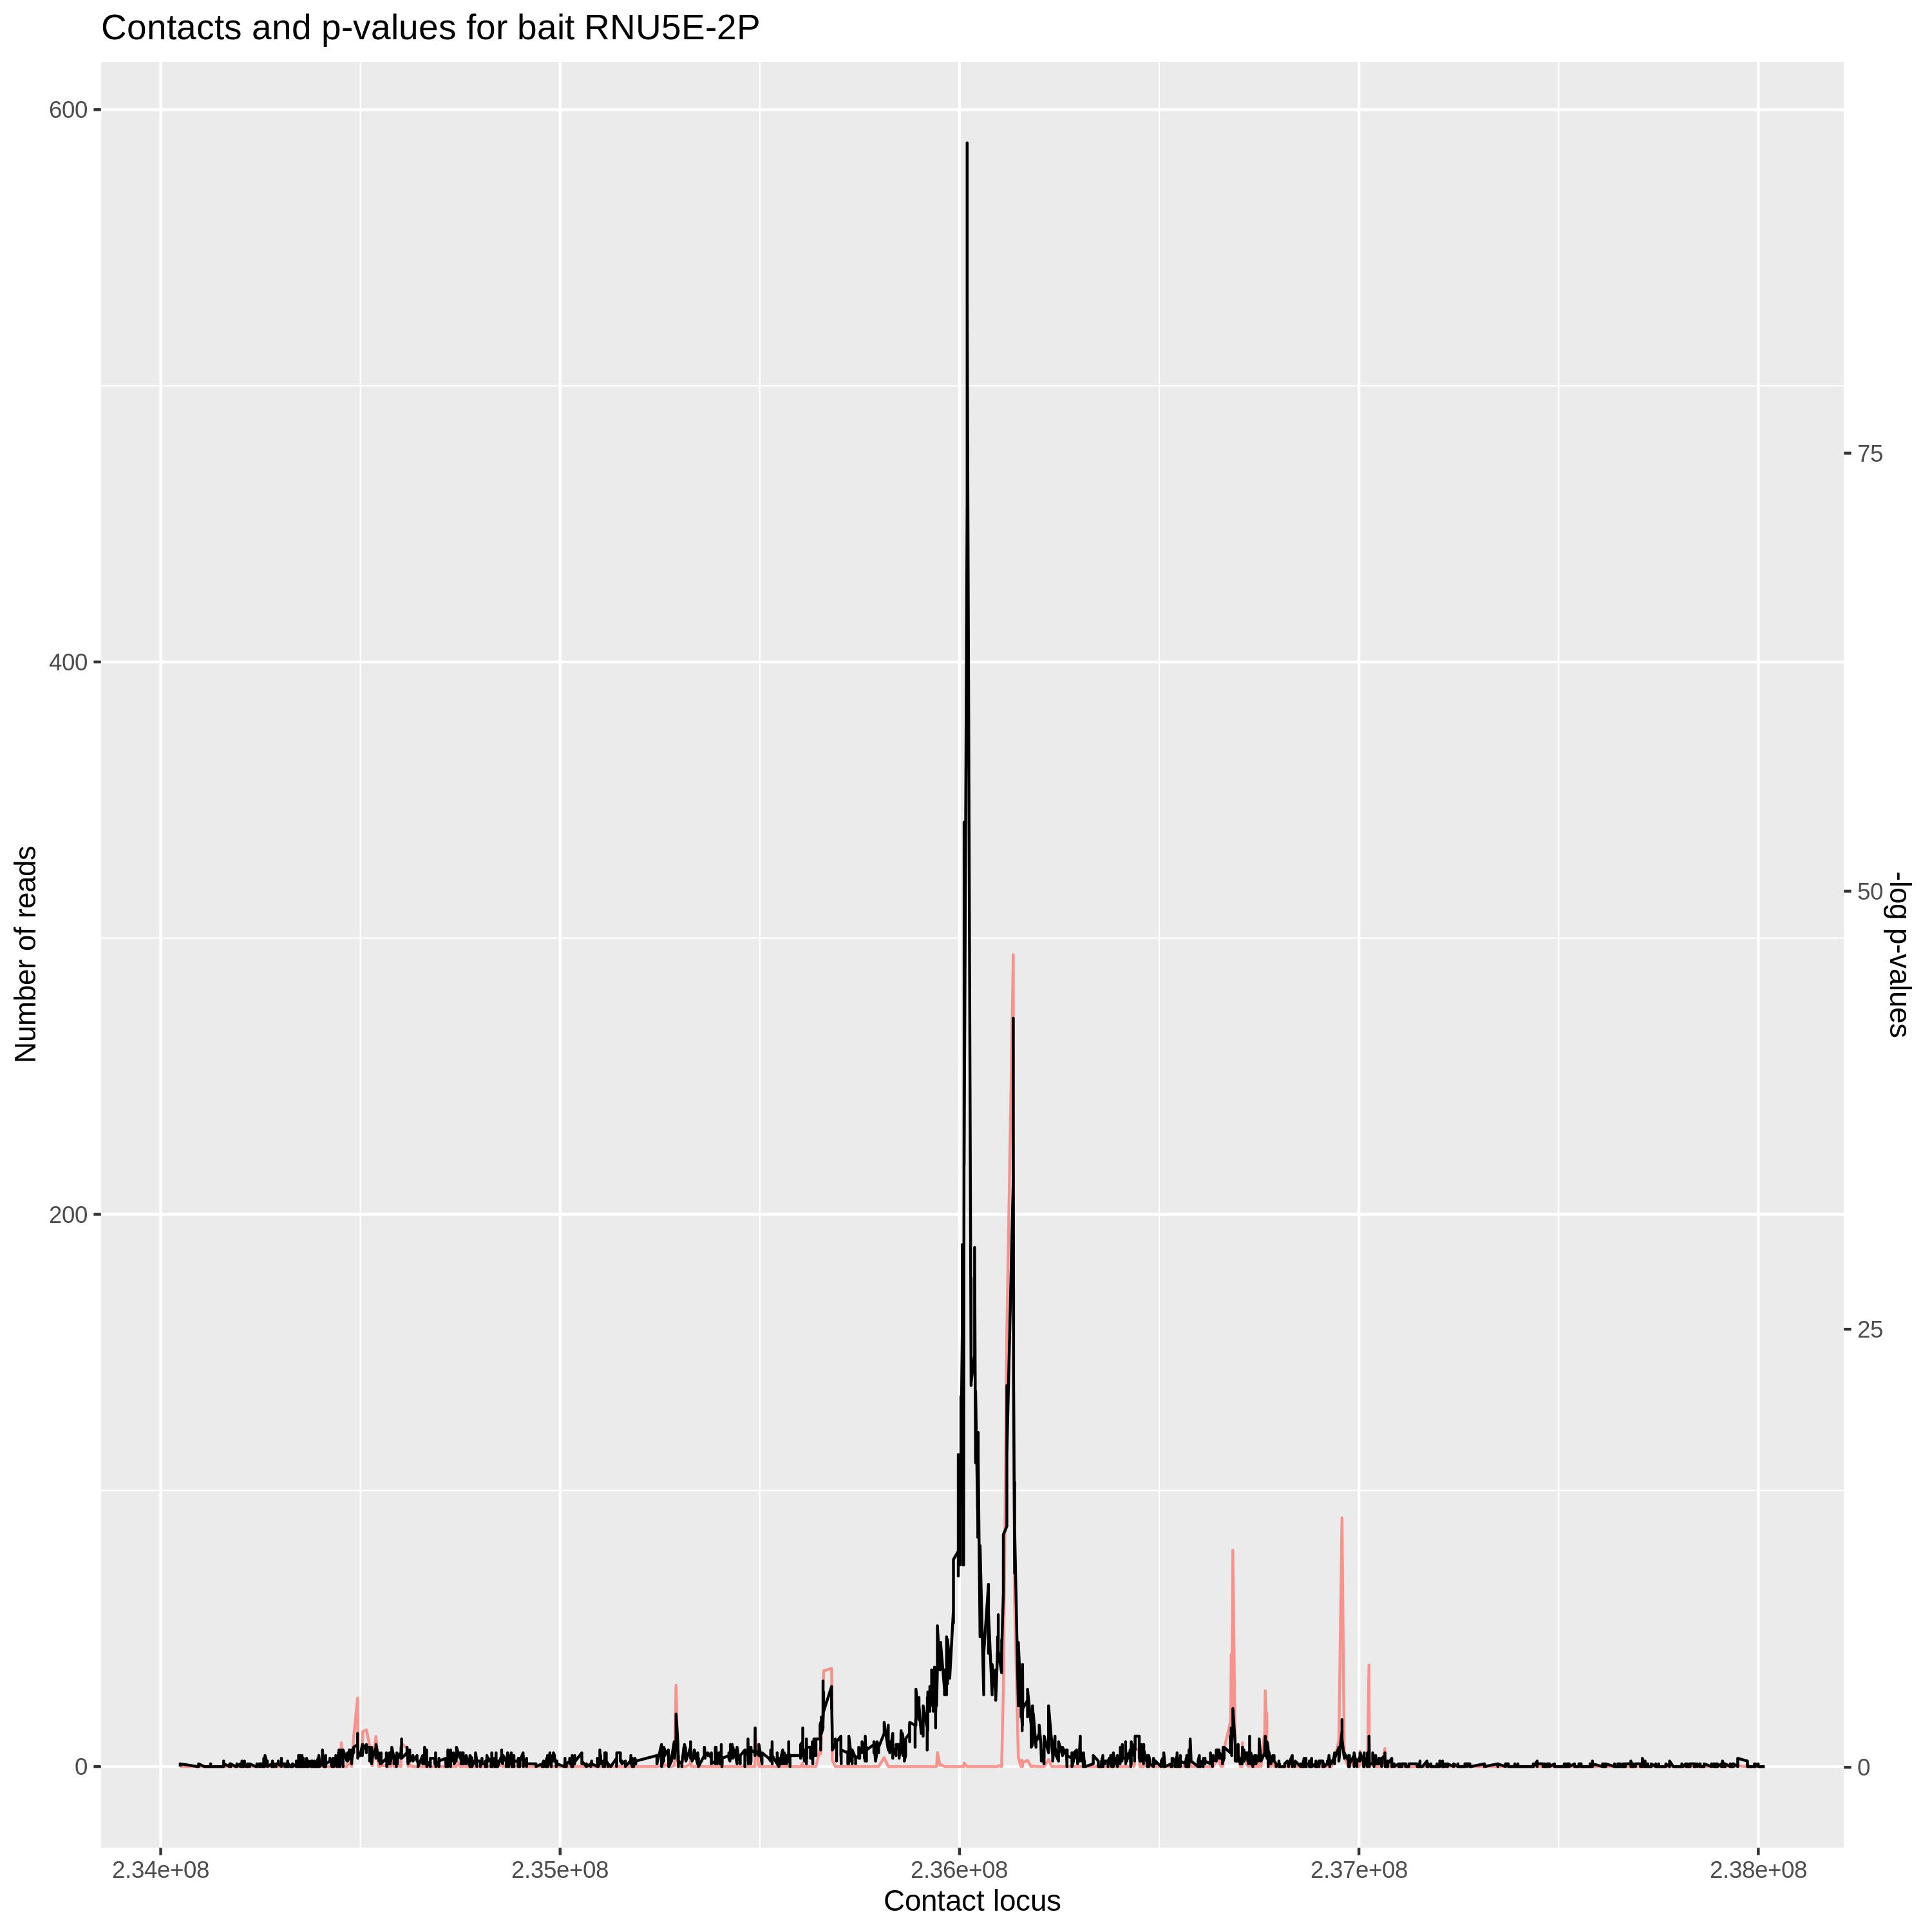 Contacts and p-values for bait RNU5E-2P
600
400
200
0
Number of reads
75
50
25
0
-log p-values
2.34e+08
2.35e+08
2.36e+08
2.37e+08
2.38e+08
Contact locus